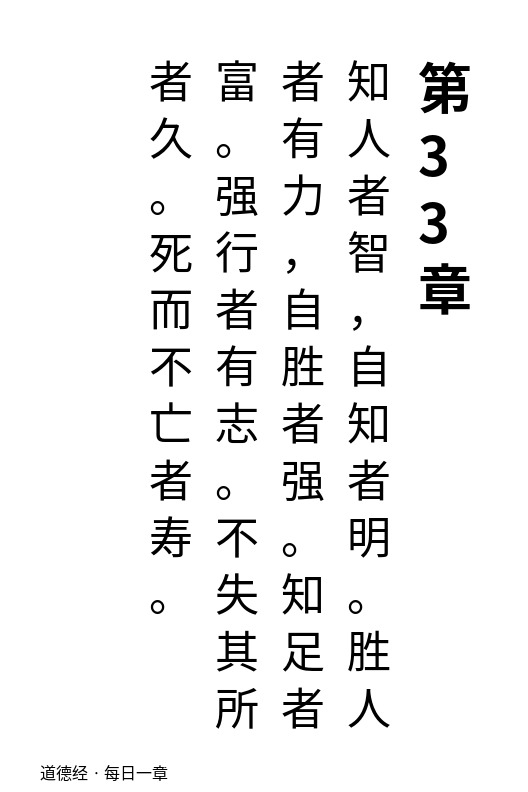 第33章
知人者智，自知者明。胜人
者有力，自胜者强。知足者
富。强行者有志。不失其所
者久。死而不亡者寿。
道德经 · 每日一章